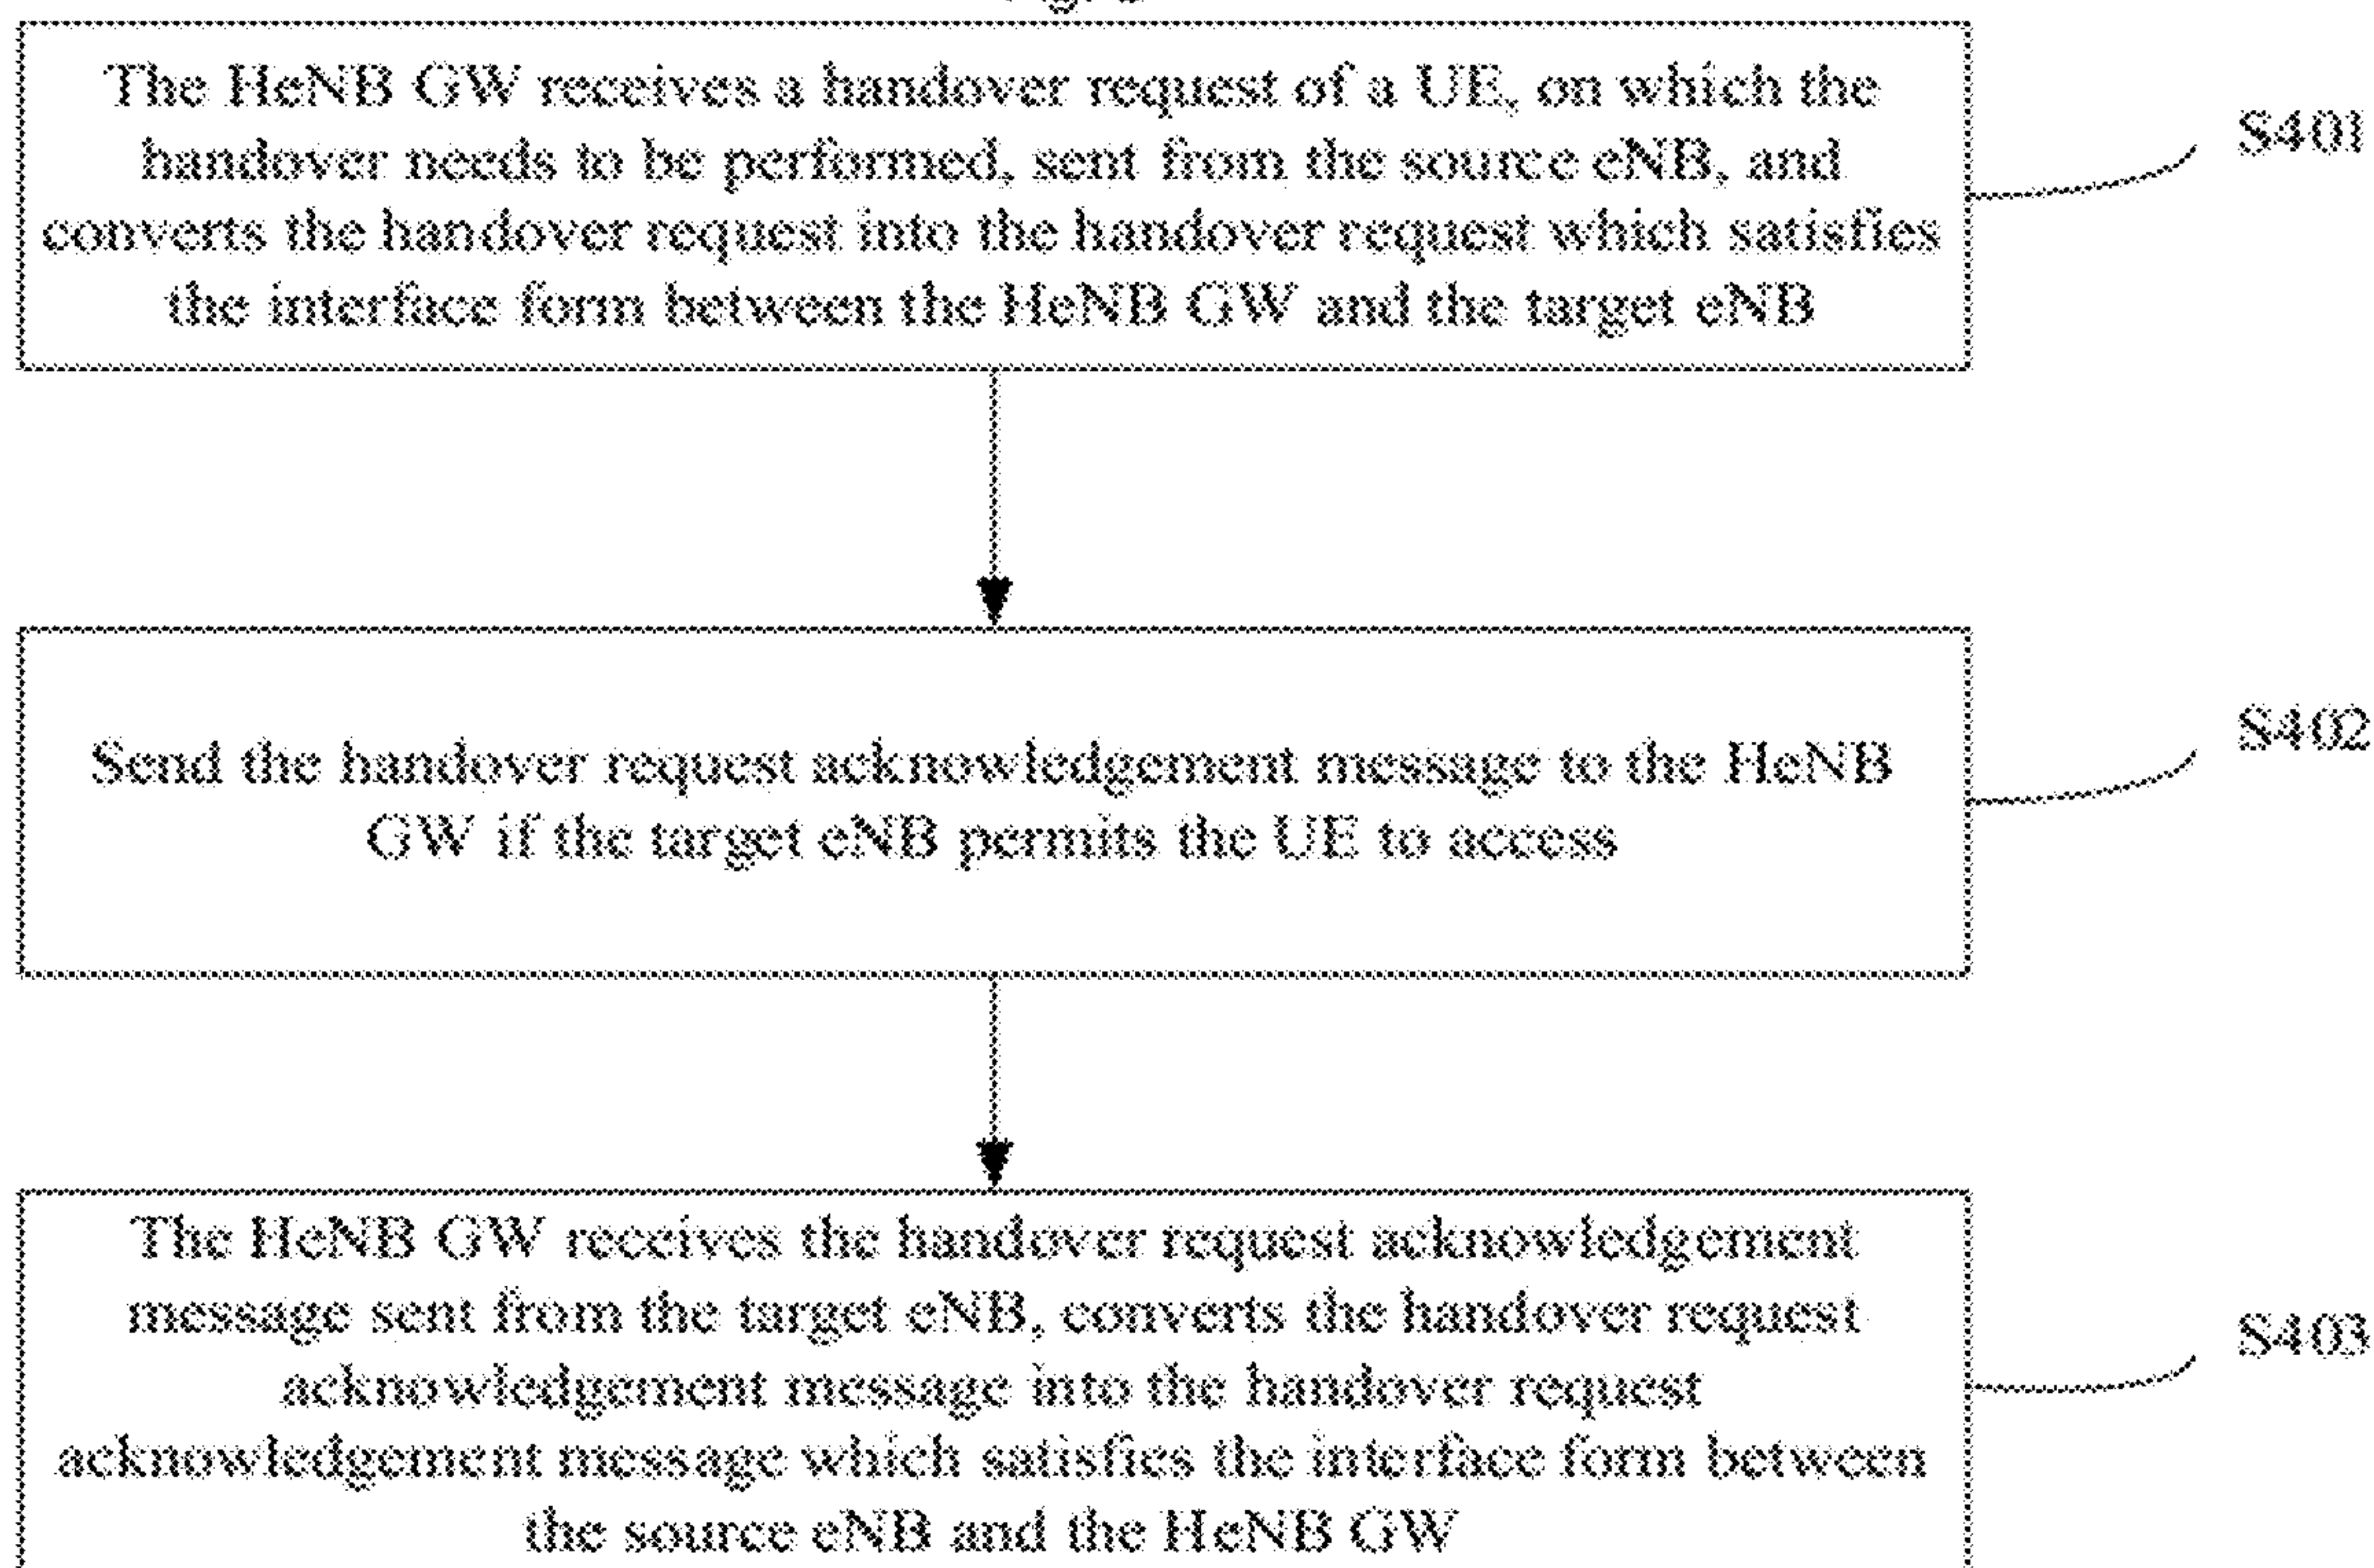 The HeNB GW receives a handover request of a UE, on which the
handover needs to be performed, sent from the source eNB, and
converts the handover request into the handover request which satisfies
the interface form between the HeNB GW and the target eNB
S401
Send the handover request acknowledgement message to the HeNB
GW if the target eNB permits the UE to access
S402
The HeNB GW receives the handover request acknowledgement
message sent from the target eNB, converts the handover request
acknowledgement message into the handover request
acknowledgement message which satisfies the interface form between
the source eNB and the HeNB GW
S403